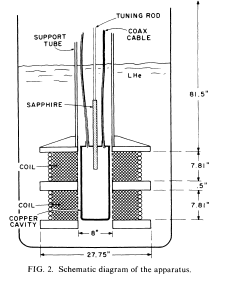 TUNING ROD
SUPPORT
TUBE
COAX
CABLE
LHe
SAPPHIRE
81.5"
COIL
7.81"
.5"
COIL
7.81"
COPPER
CAVITY
8"
27.75"
FIG. 2. Schematic diagram of the apparatus.